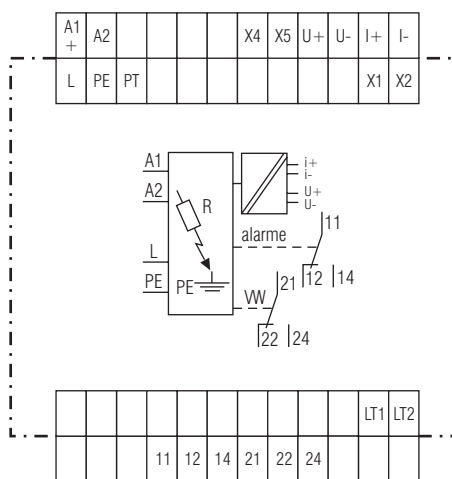 A1
+ A2 X4 X5 U+ U- I+ I-
L PE PT X1 X2
A1
A2
R
L
PE
PE
i+
i-
U+
U-
alarme
11
12 14
VW
21
22 24
LT1 LT2
11 12 14 21 22 24